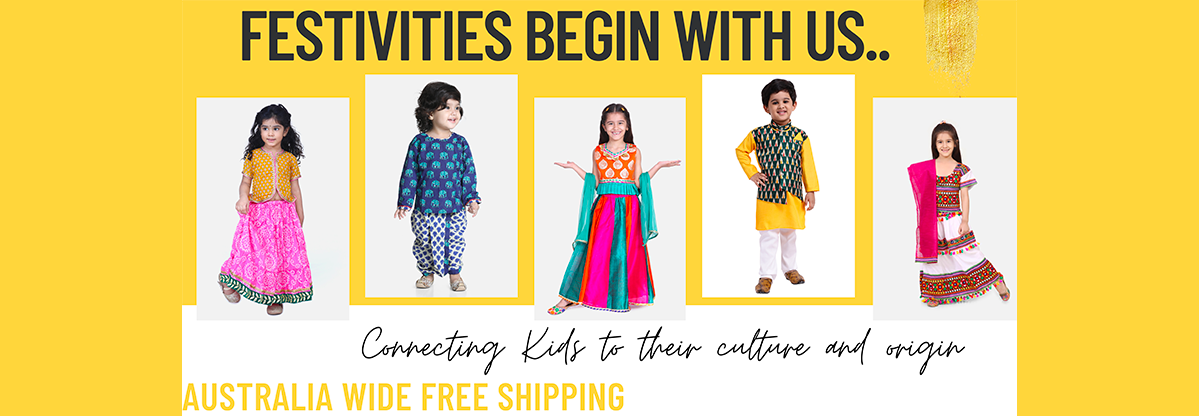 FESTIVITIES BEGIN WITH US..
Connecting Kids to their culture and origin
AUSTRALIA WIDE FREE SHIPPING